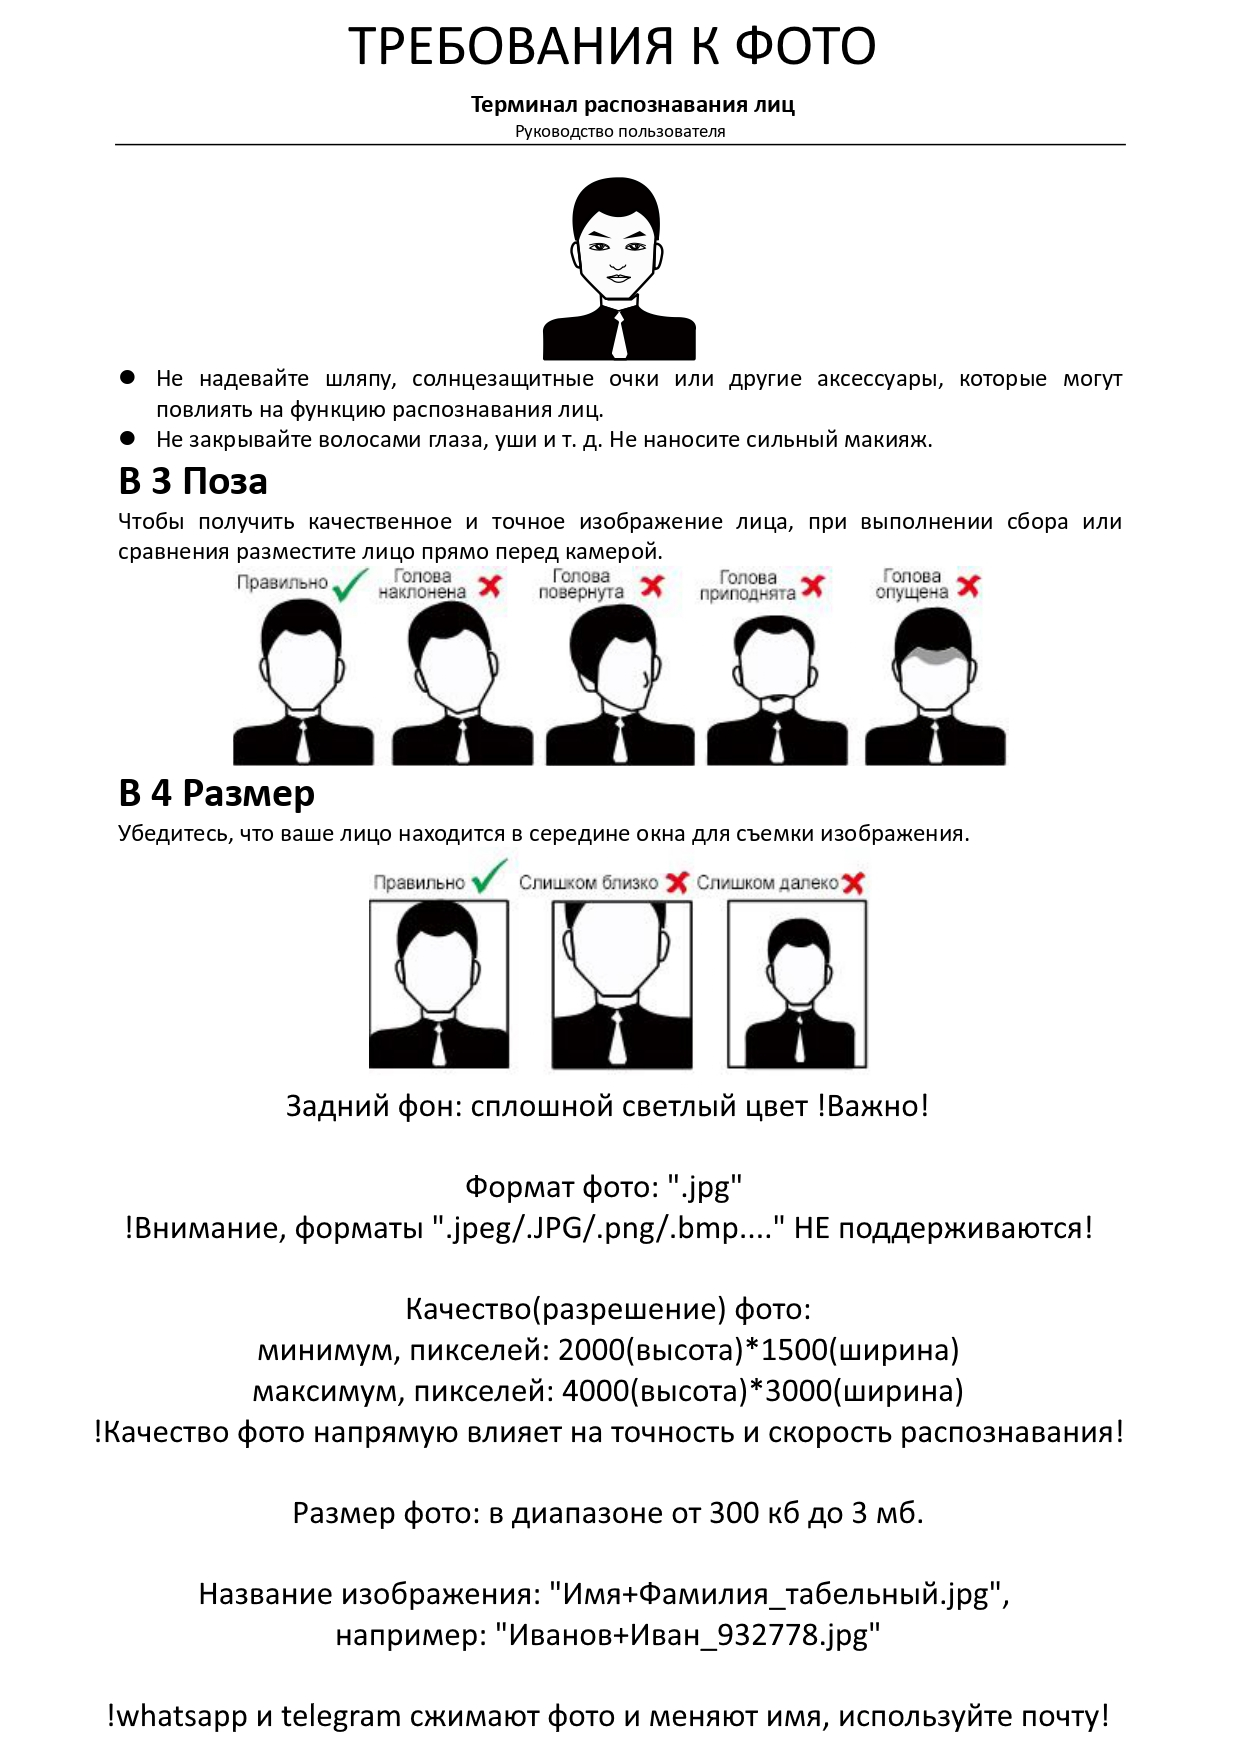 ТРЕБОВАНИЯ К ФОТО
Терминал распознавания лиц
Руководство пользователя
● Не надевайте шляпу, солнцезащитные очки или другие аксессуары, которые могут
повлиять на функцию распознавания лиц.
● Не закрывайте волосами глаза, уши и т. д. Не наносите сильный макияж.
В 3 Поза
Чтобы получить качественное и точное изображение лица, при выполнении сбора или
сравнения разместите лицо прямо перед камерой.
Правильно
Голова
наклонена
Голова
повернута
Голова
приподнята
Голова
опущена
В 4 Размер
Убедитесь, что ваше лицо находится в середине окна для съемки изображения.
Правильно
Слишком близко
Слишком далеко
Задний фон: сплошной светлый цвет !Важно!
Формат фото: ".jpg"
!Внимание, форматы ".jpeg/.JPG/.png/.bmp...." НЕ поддерживаются!
Качество(разрешение) фото:
минимум, пикселей: 2000(высота)*1500(ширина)
максимум, пикселей: 4000(высота)*3000(ширина)
!Качество фото напрямую влияет на точность и скорость распознавания!
Размер фото: в диапазоне от 300 кб до 3 мб.
Название изображения: "Имя+Фамилия_табельный.jpg",
например: "Иванов+Иван_932778.jpg"
!whatsapp и telegram сжимают фото и меняют имя, используйте почту!